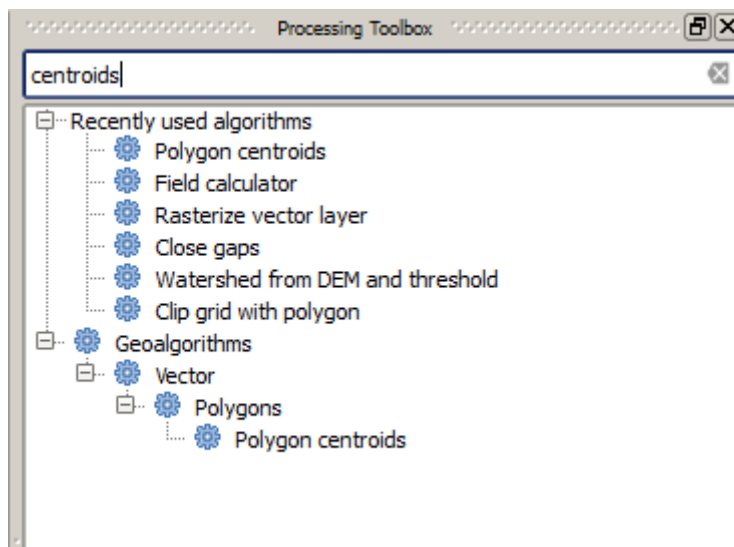 Processing Toolbox
centroids
Recently used algorithms
Polygon centroids
Field calculator
Rasterize vector layer
Close gaps
Watershed from DEM and threshold
Clip grid with polygon
Geoalgorithms
Vector
Polygons
Polygon centroids